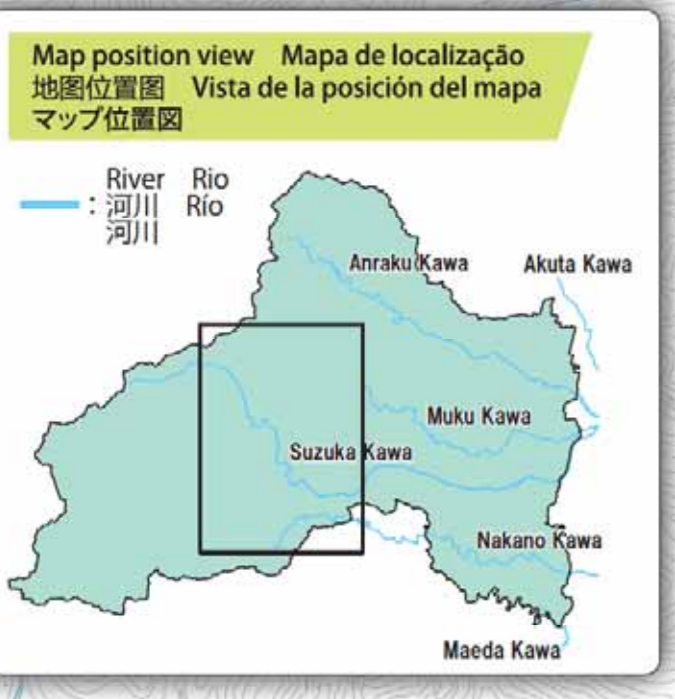 Map position view Mapa de localização
地图位置图 Vista de la posición del mapa
マップ位置図
River Rio
：河川 Río
河川
Anraku Kawa
Akuta Kawa
Muku Kawa
Suzuka Kawa
Nakano Kawa
Maeda Kawa